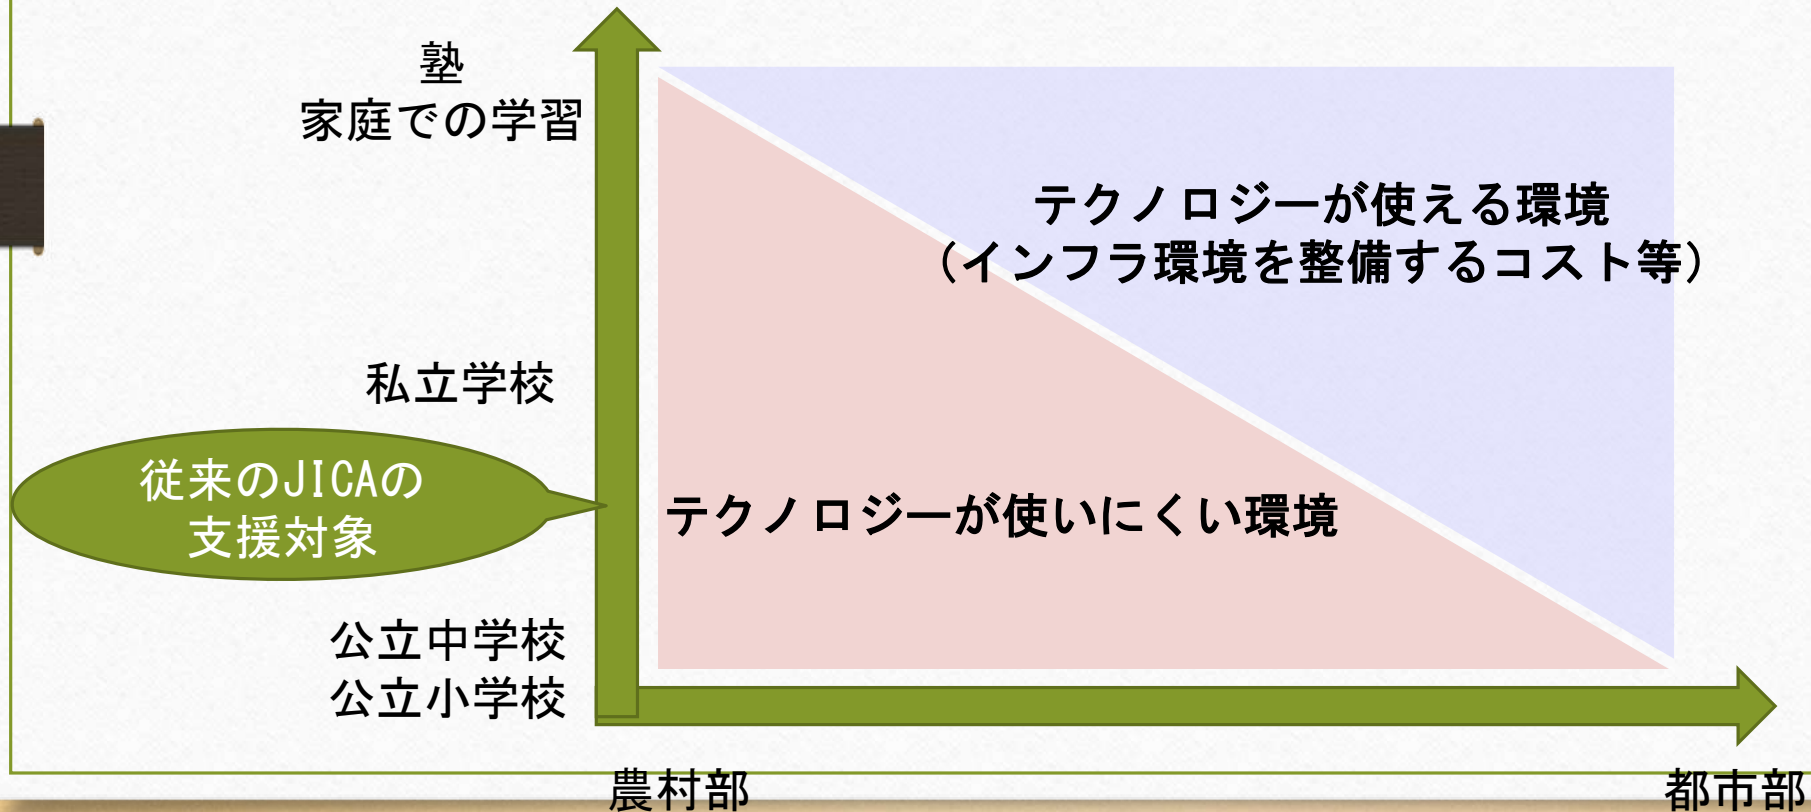 塾
家庭での学習
テクノロジーが使える環境
（インフラ環境を整備するコスト等）
私立学校
従来のJICAの
支援対象
テクノロジーが使いにくい環境
公立中学校
公立小学校
農村部
都市部